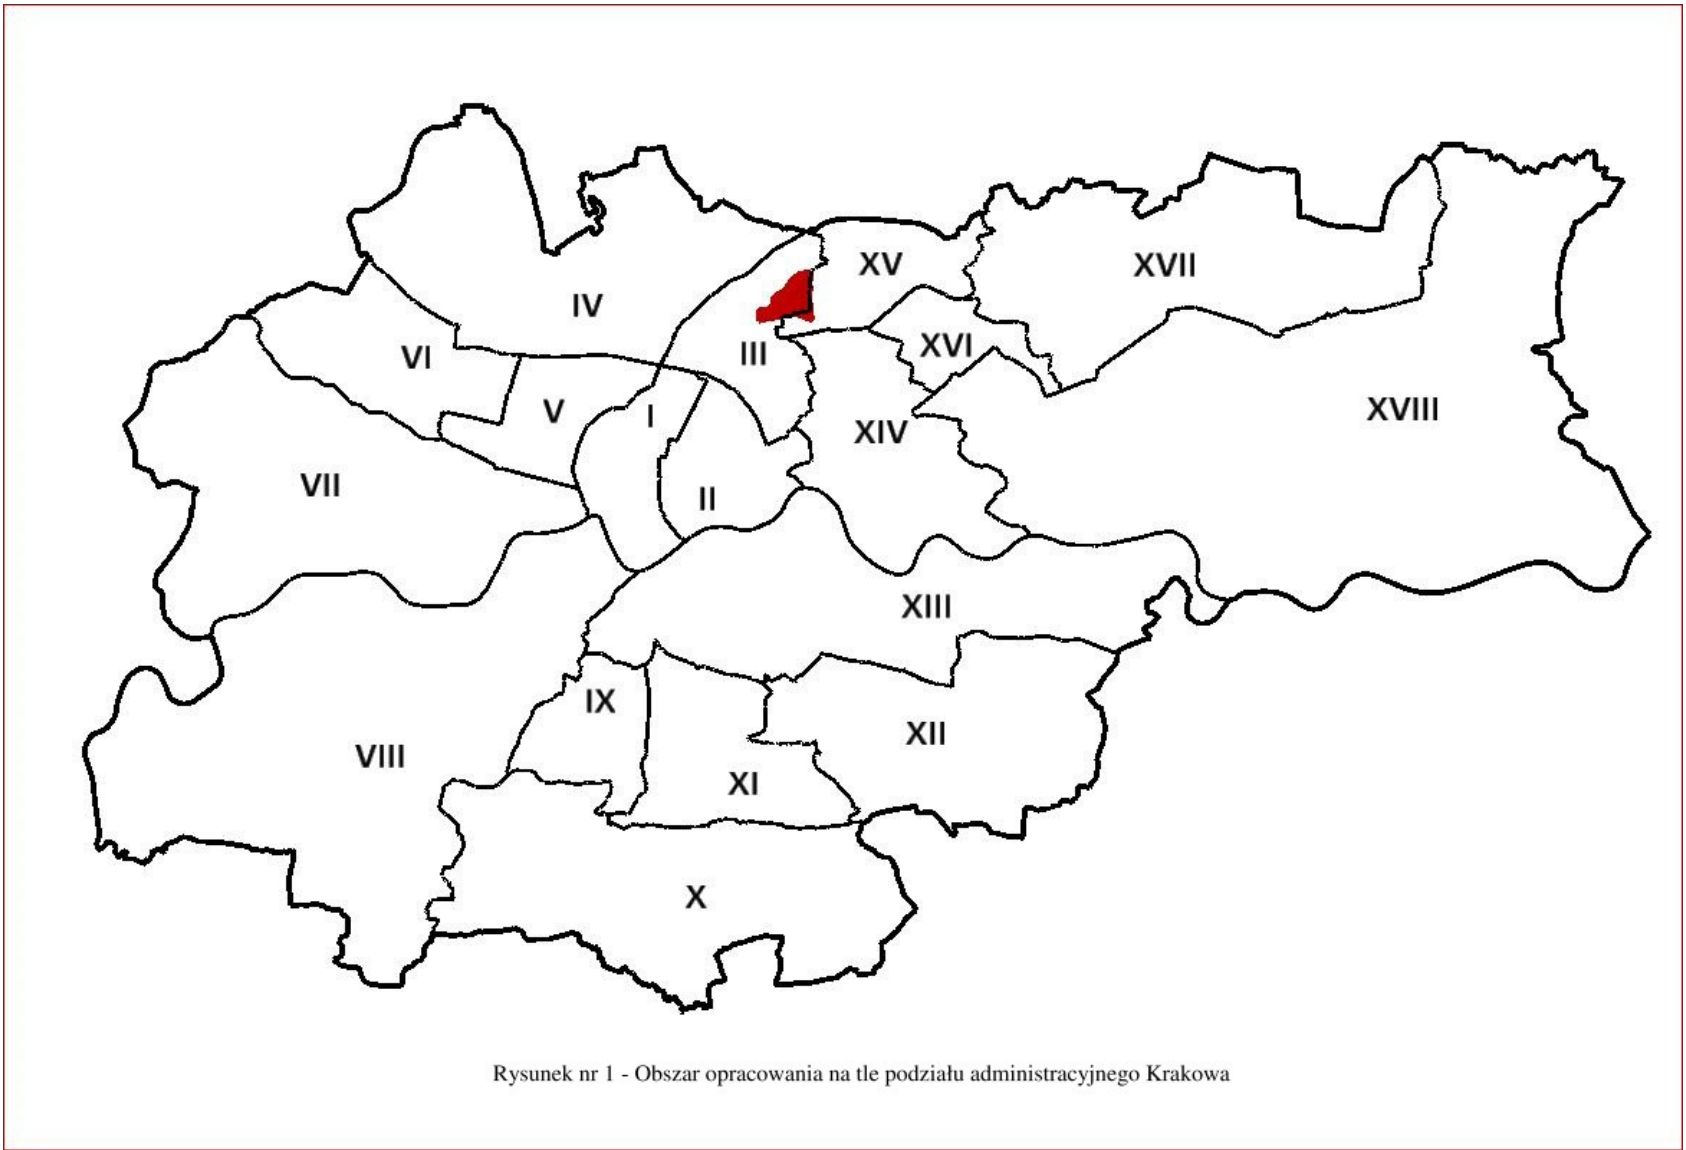 XV
XVII
IV
VI
III
XVI
V
I
XIV
XVIII
VII
II
XIII
IX
XII
VIII
XI
X
Rysunek nr 1 - Obszar opracowania na tle podziału administracyjnego Krakowa